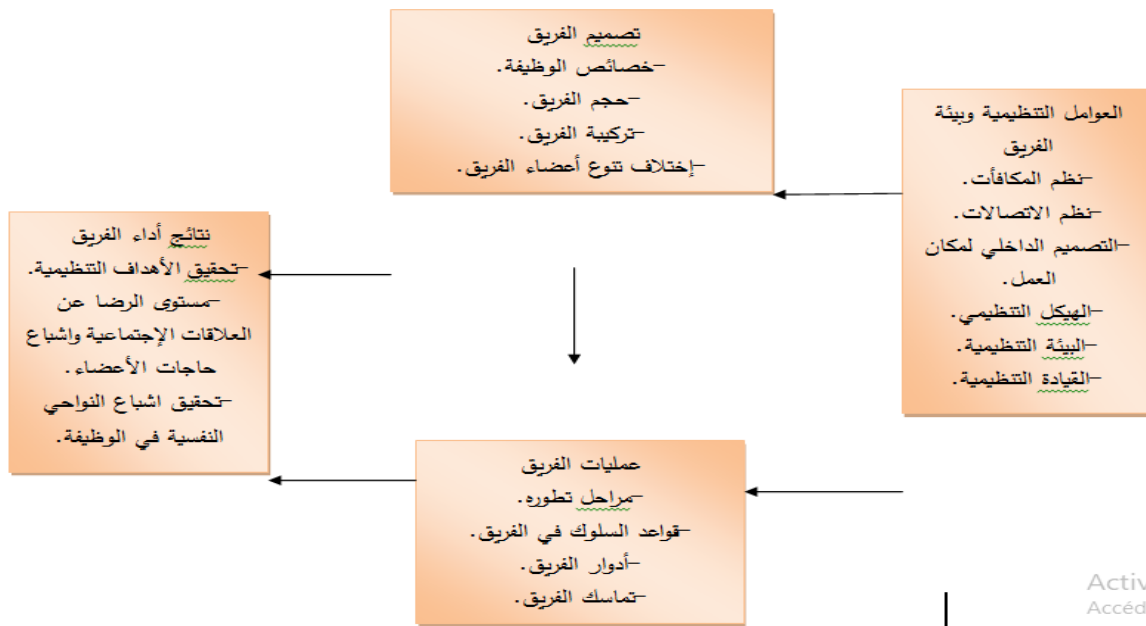 تصميم الفريق
–خصائص الوظيفة.
–حجم الفريق.
–تركيبة الفريق.
–إختلاف تنوع أعضاء الفريق.
العوامل التنظيمية وبيئة
الفريق
–نظم المكافأت.
–نظم الاتصالات.
–التصميم الداخلي لمكان
العمل.
–الهيكل التنظيمي.
–البيئة التنظيمية.
–القيادة التنظيمية.
نتائج أداء الفريق
–تحقيق الأهداف التنظيمية.
–مستوى الرضا عن
العلاقات الإجتماعية واشباع
حاجات الأعضاء.
–تحقيق اشباع النواحي
النفسية في الوظيفة.
عمليات الفريق
–مراحل تطوره.
–قواعد السلوك في الفريق.
–أدوار الفريق.
–تماسك الفريق.
Activ
Accéd